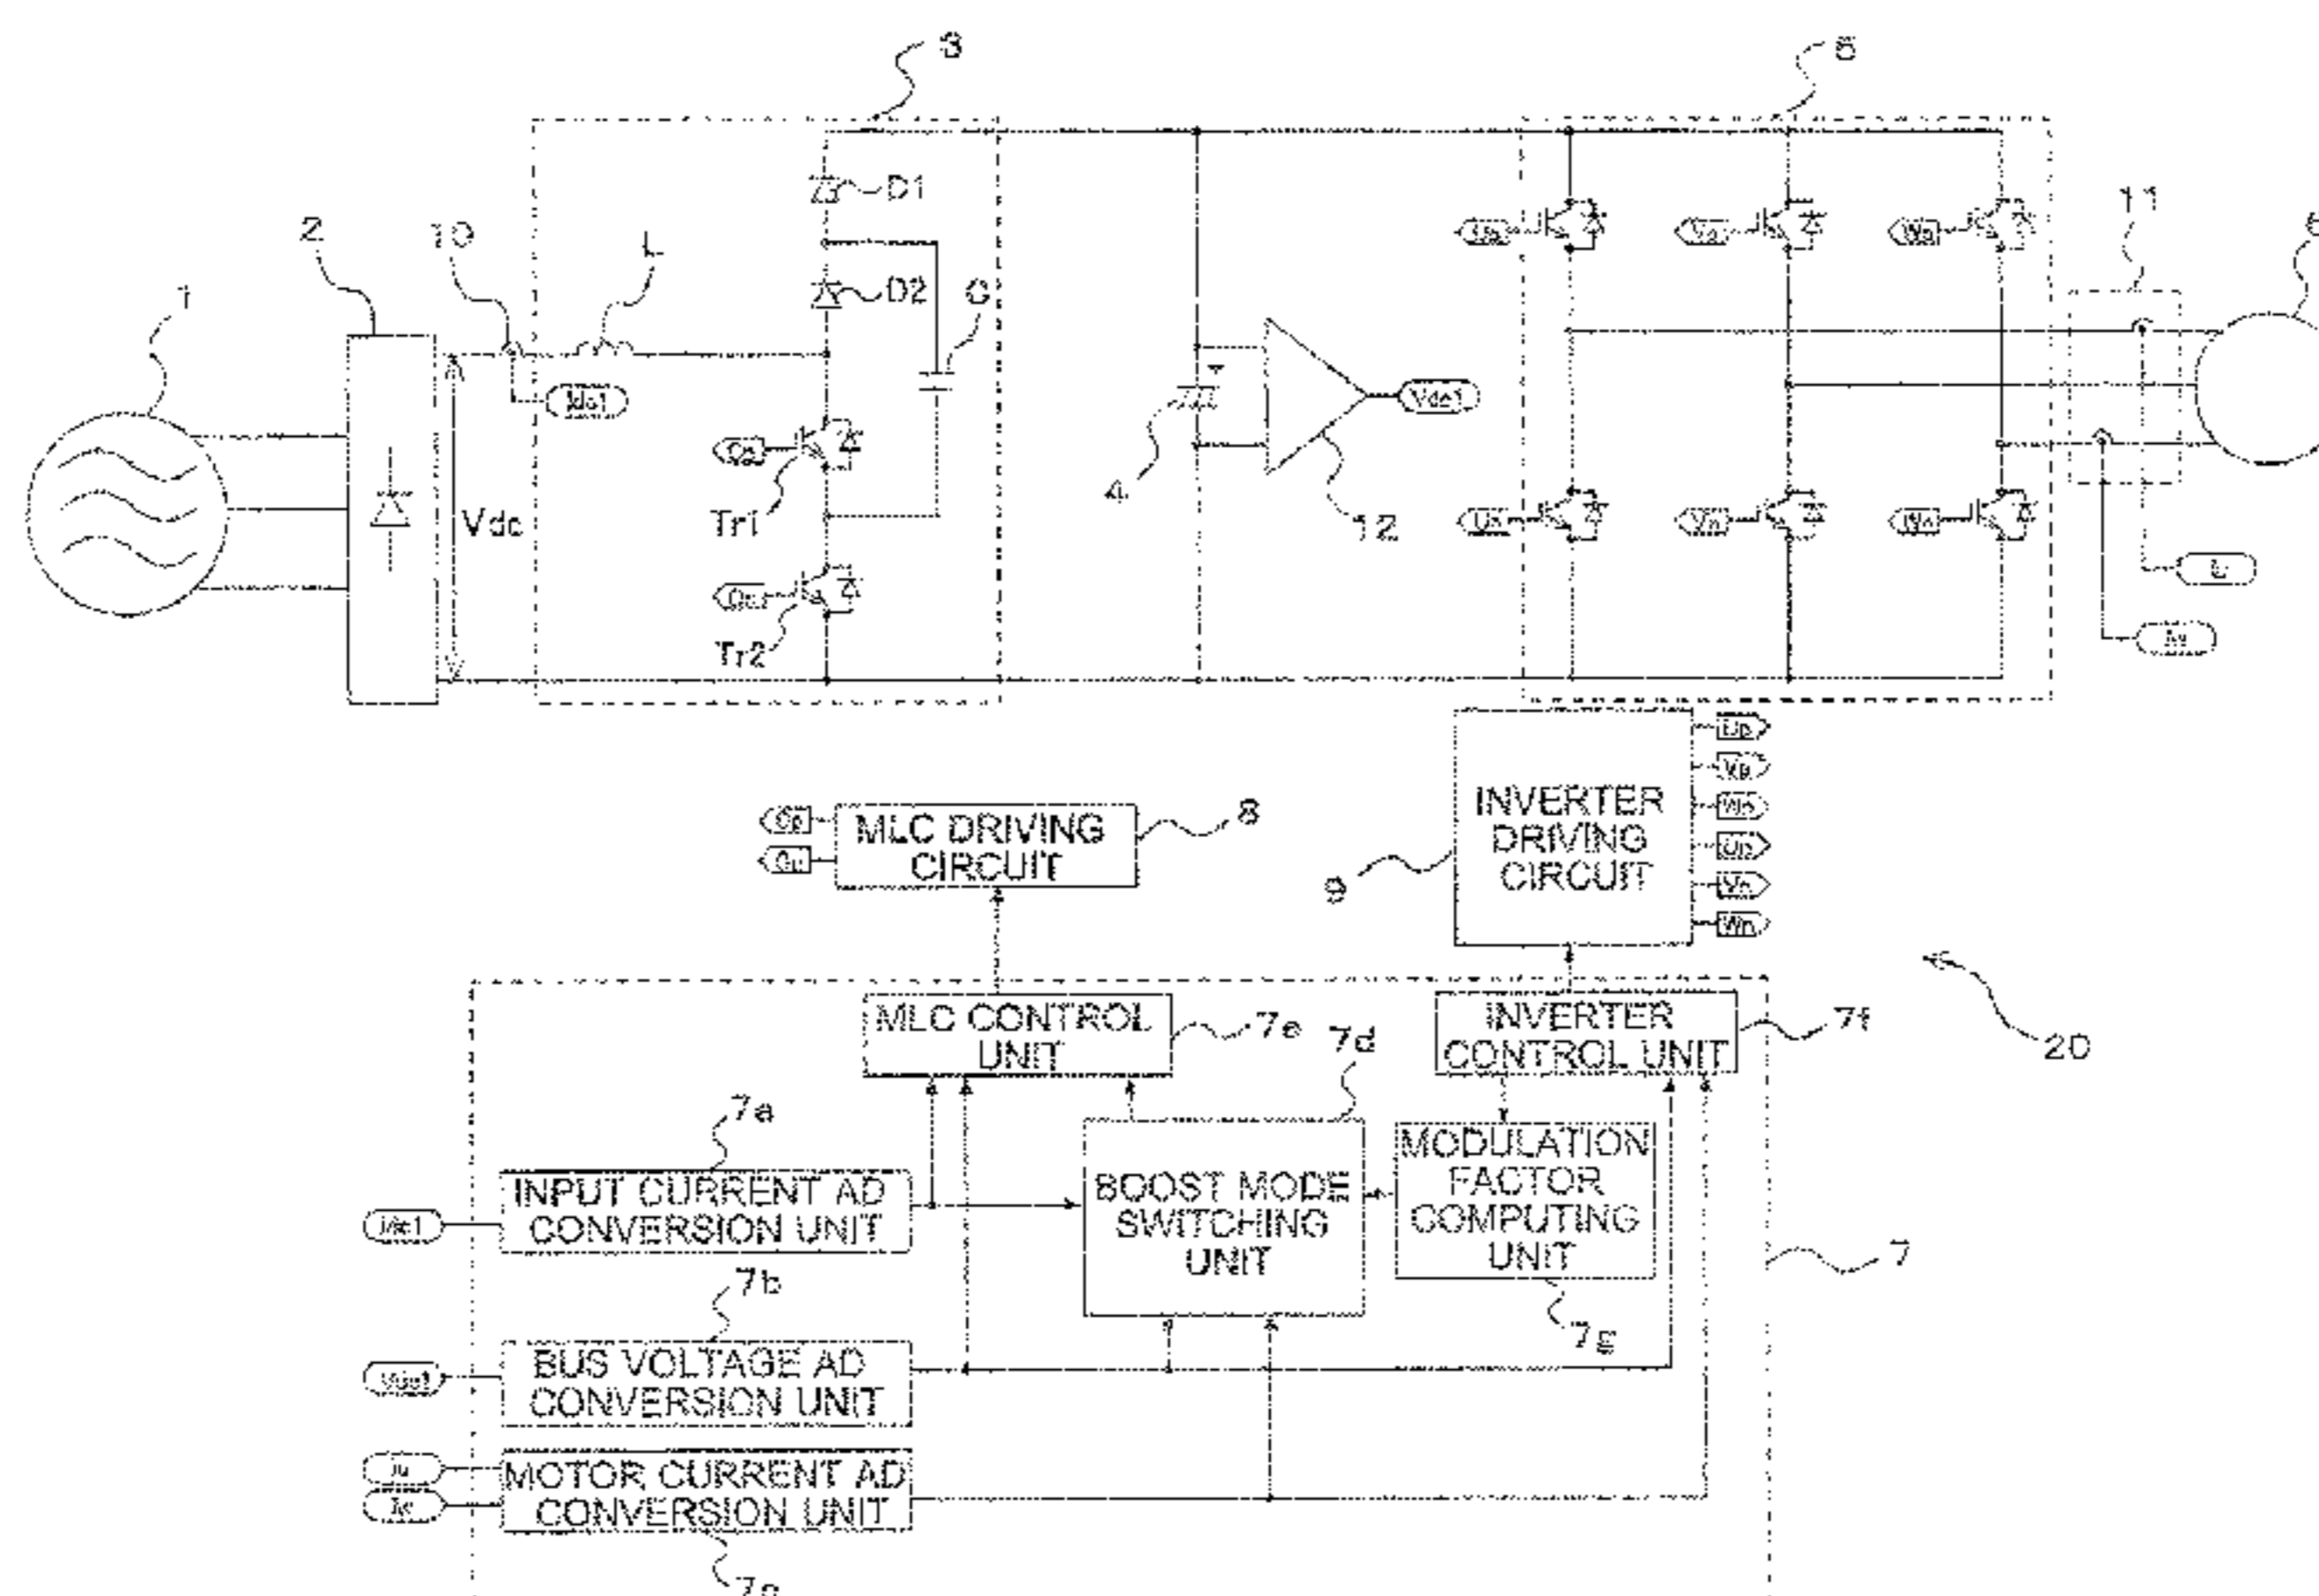 3
D1
2
10
L
11
1
D2
Vdc
Tr1
4
Vdc1
12
Tr2
MLC DRIVING
CIRCUIT
8
INVERTER
DRIVING
CIRCUIT
9
Up
Wn
MLC CONTROL
UNIT
7e
7d
INVERTER
CONTROL UNIT
7f
20
7a
INPUT CURRENT AD
CONVERSION UNIT
BOOST MODE
SWITCHING
UNIT
MODULATION
FACTOR
COMPUTING
UNIT
7
7b
7g
BUS VOLTAGE AD
CONVERSION UNIT
MOTOR CURRENT AD
CONVERSION UNIT